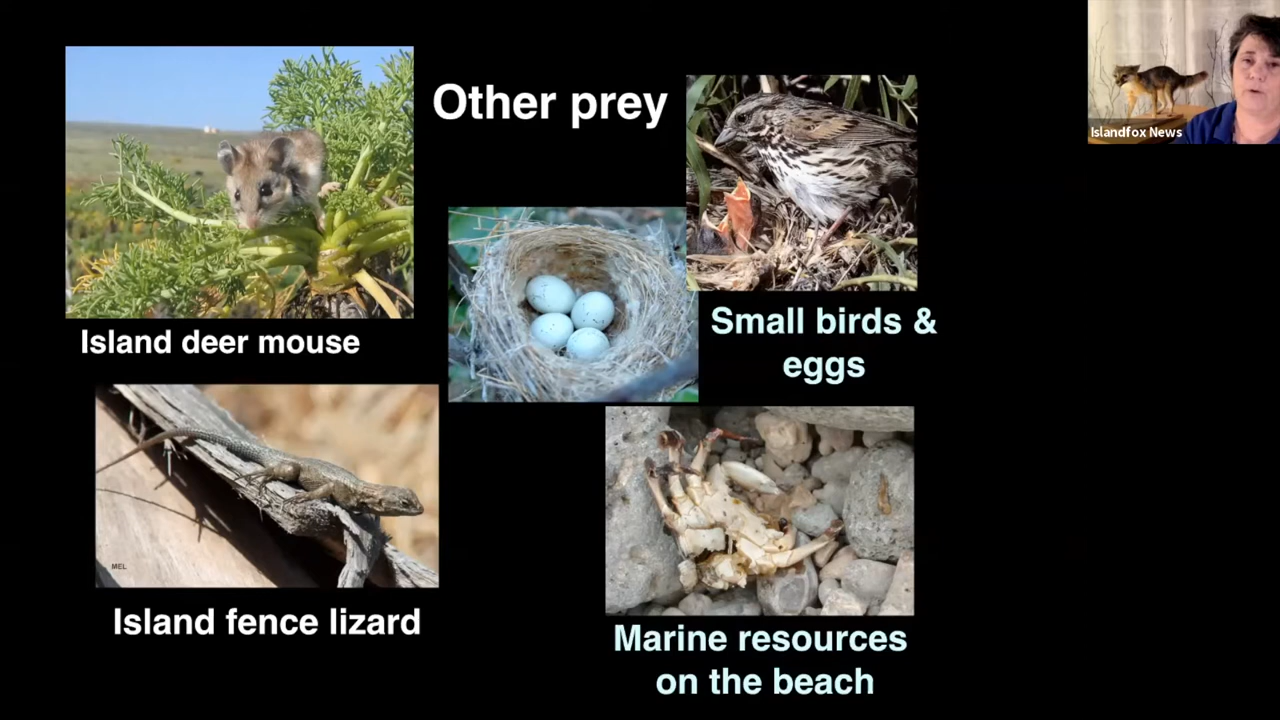 Other prey
Islandfox News
Island deer mouse
Small birds &
eggs
MEL
Island fence lizard
Marine resources
on the beach